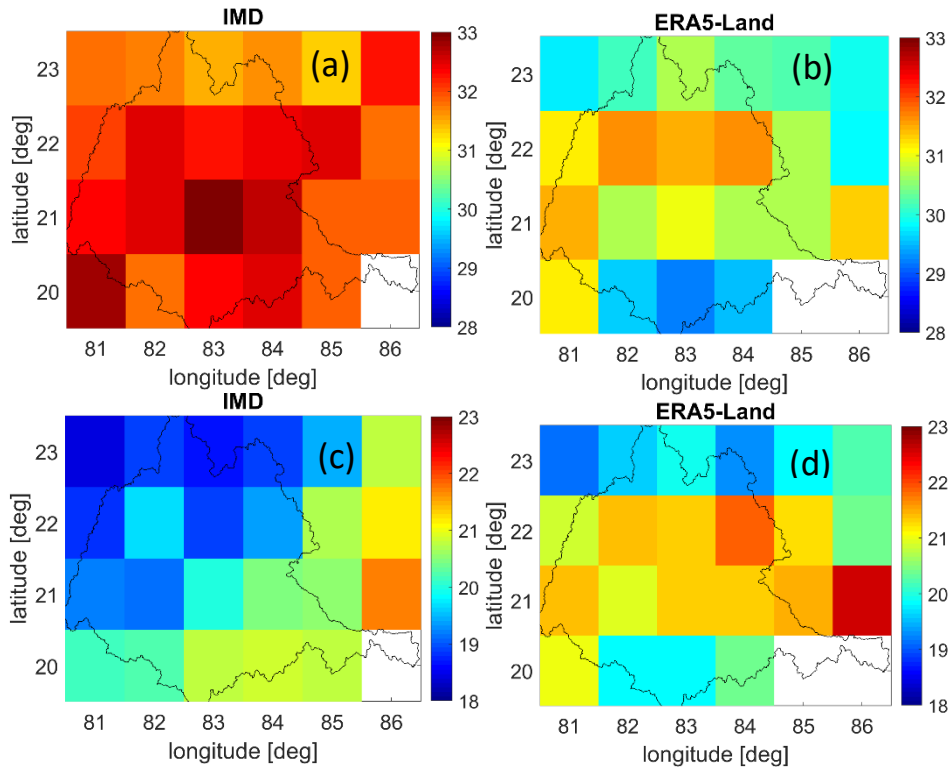 IMD
(a)
23
22
21
20
latitude [deg]
81 82 83 84 85 86
longitude [deg]
33
32
31
30
29
28
ERA5-Land
(b)
23
22
21
20
latitude [deg]
81 82 83 84 85 86
longitude [deg]
33
32
31
30
29
28
IMD
(c)
23
22
21
20
latitude [deg]
81 82 83 84 85 86
longitude [deg]
23
22
21
20
19
18
ERA5-Land
(d)
23
22
21
20
latitude [deg]
81 82 83 84 85 86
longitude [deg]
23
22
21
20
19
18